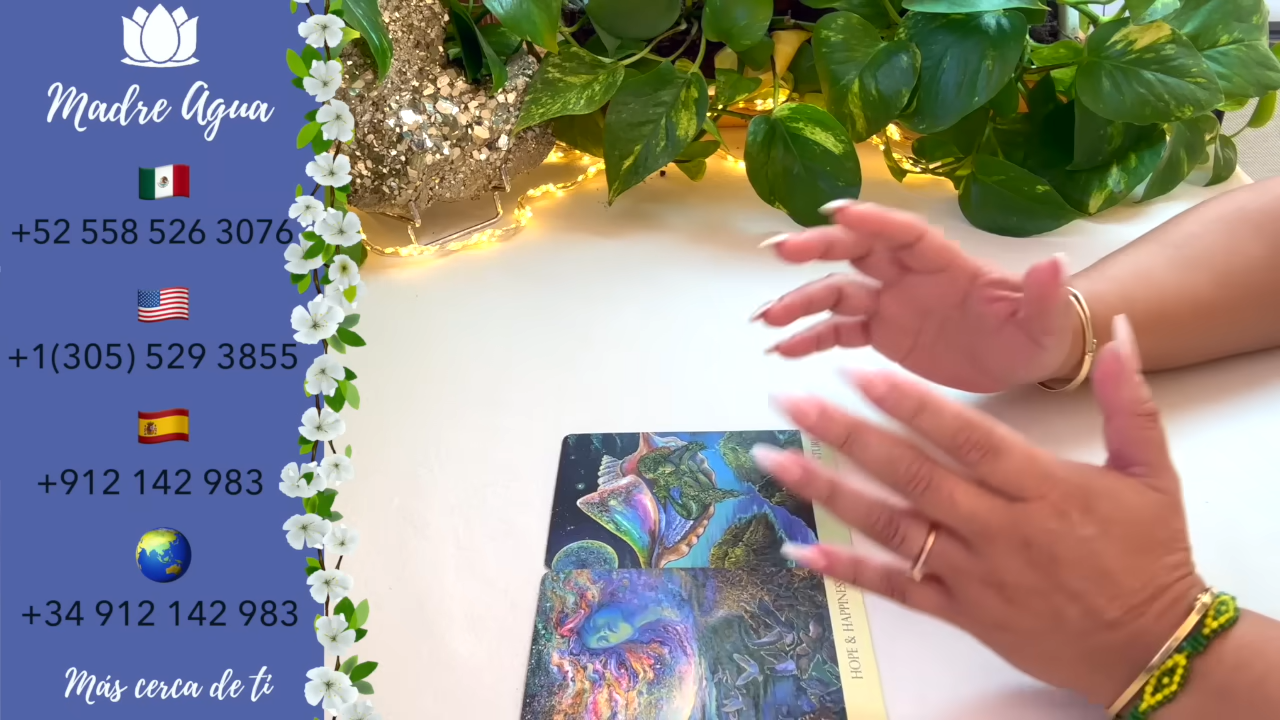 Madre Agua
+52 558 526 3076
+1(305) 529 3855
+912 142 983
+34 912 142 983
Más cerca de ti
HOPE & HAPPINESS